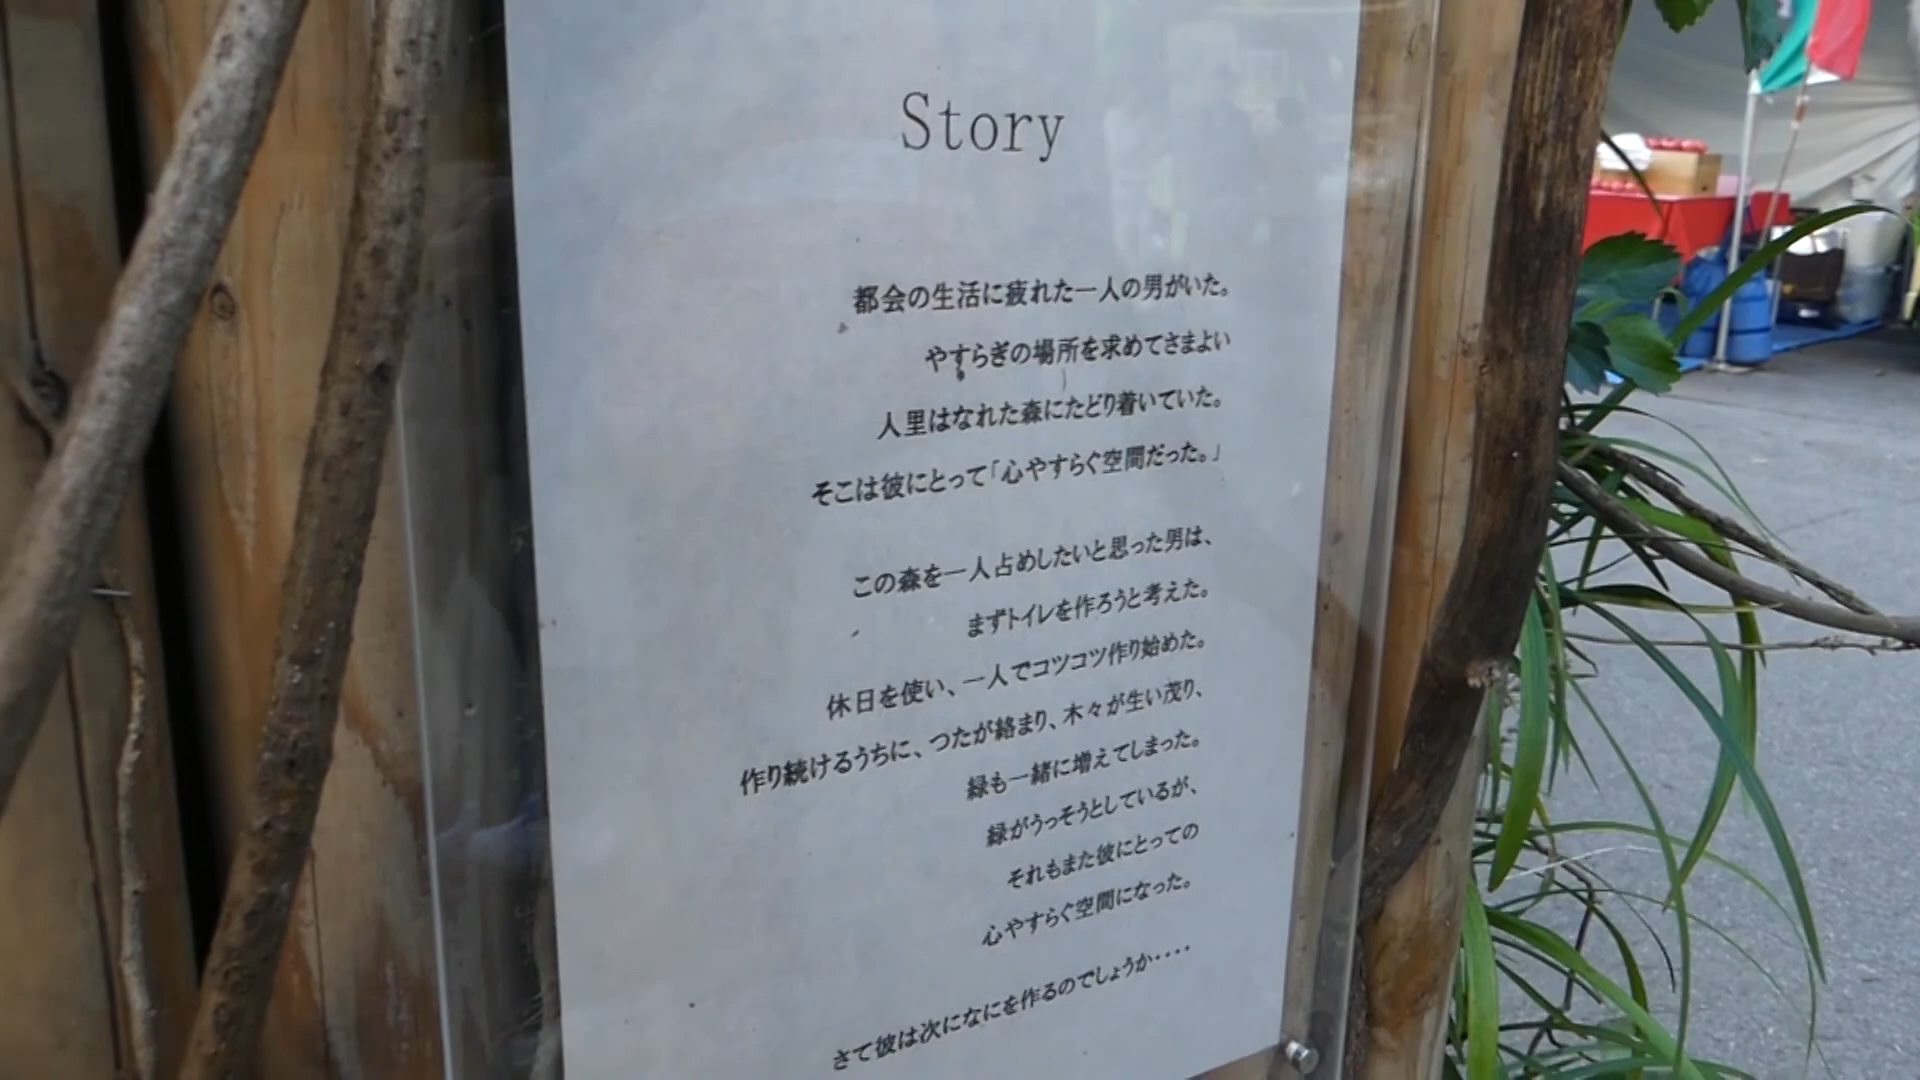 Story
都会の生活に疲れた一人の男がいた。
やすらぎの場所を求めてさまよい
人里はなれた森にたどり着いていた。
そこは彼にとって「心やすらぐ空間だった。」
この森を一人占めしたいと思った男は、
まずトイレを作ろうと考えた。
休日を使い、一人でコツコツ作り始めた。
作り続けるうちに、つたが絡まり、木々が生い茂り、
緑も一緒に増えてしまった。
緑がうっそうとしているが、
それもまた彼にとっての
心やすらぐ空間になった。
さて彼は次になにを作るのでしょうか・・・・